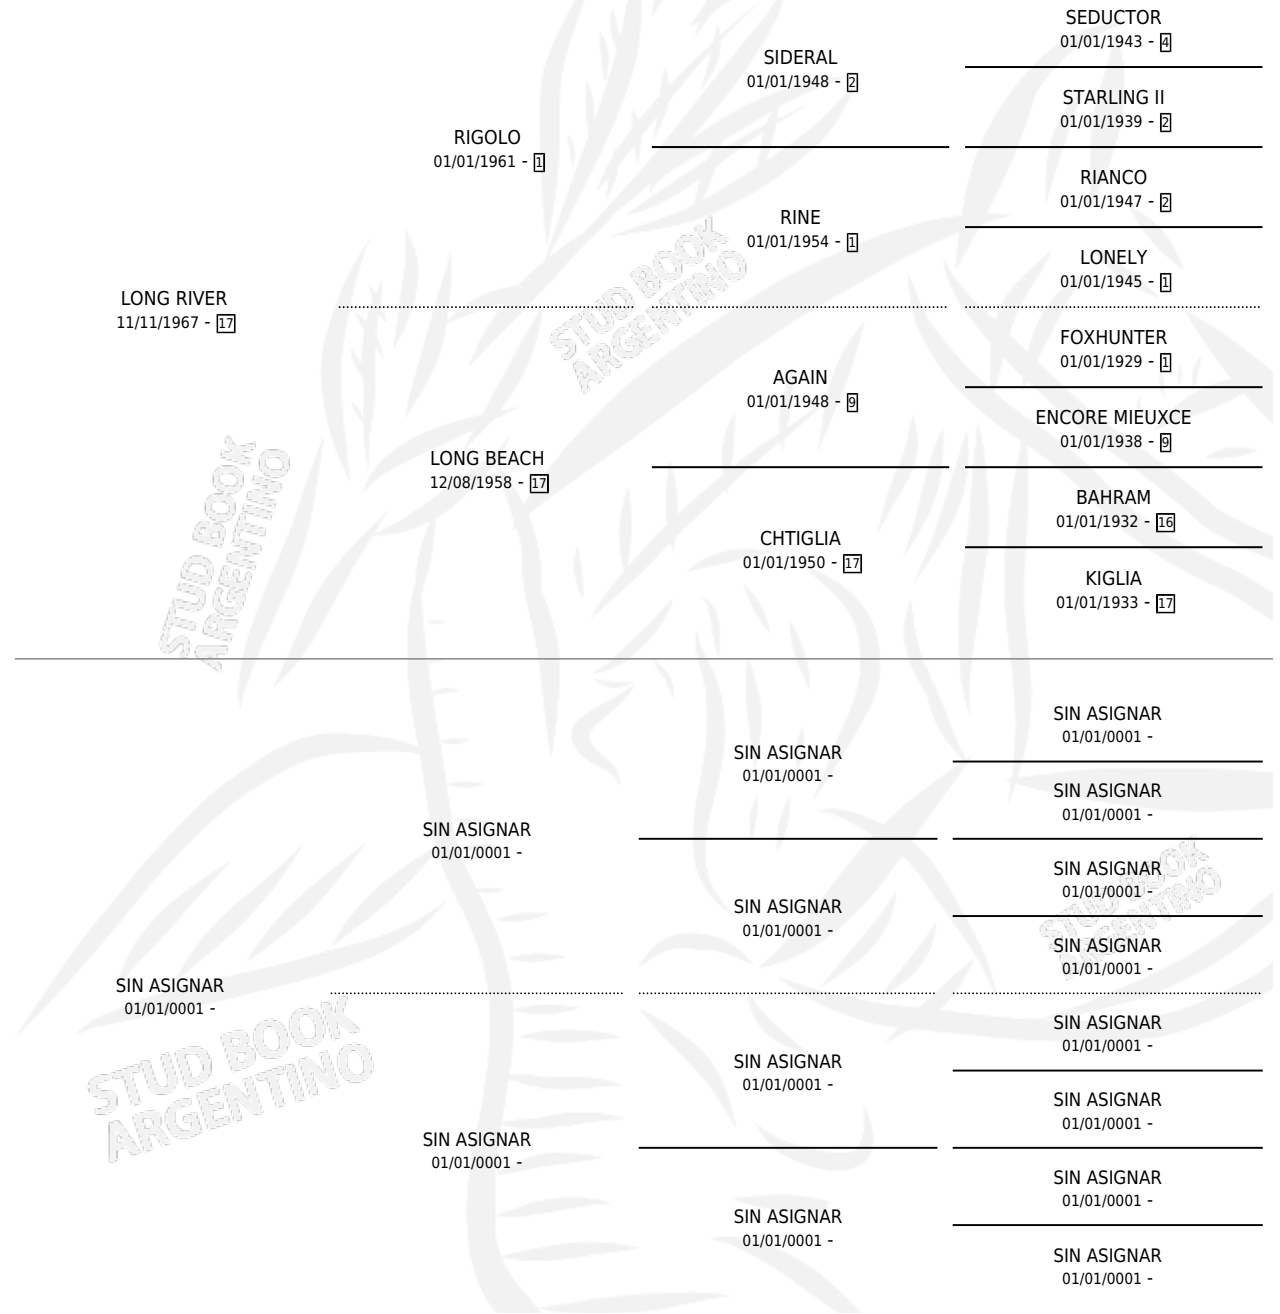 SEDUCTOR
01/01/1943 - 4
SIDERAL
01/01/1948 - 2
STARLING II
01/01/1939 - 2
RIGOLO
01/01/1961 - 1
RIANCO
01/01/1947 - 2
RINE
01/01/1954 - 1
LONELY
01/01/1945 - 1
LONG RIVER
11/11/1967 - 17
STUD BOOK
ARGENTINO
FOXHUNTER
01/01/1929 - 1
AGAIN
01/01/1948 - 9
ENCORE MIEUXCE
01/01/1938 - 9
LONG BEACH
12/08/1958 - 17
BAHRAM
01/01/1932 - 16
CHTIGLIA
01/01/1950 - 17
KIGLIA
01/01/1933 - 17
STUD BOOK
ARGENTINO
SIN ASIGNAR
01/01/0001 -
SIN ASIGNAR
01/01/0001 -
SIN ASIGNAR
01/01/0001 -
SIN ASIGNAR
01/01/0001 -
SIN ASIGNAR
01/01/0001 -
SIN ASIGNAR
01/01/0001 -
SIN ASIGNAR
01/01/0001 -
STUD BOOK
ARGENTINO
SIN ASIGNAR
01/01/0001 -
SIN ASIGNAR
01/01/0001 -
SIN ASIGNAR
01/01/0001 -
SIN ASIGNAR
01/01/0001 -
SIN ASIGNAR
01/01/0001 -
SIN ASIGNAR
01/01/0001 -
SIN ASIGNAR
01/01/0001 -
SIN ASIGNAR
01/01/0001 -
STUD BOOK
ARGENTINO